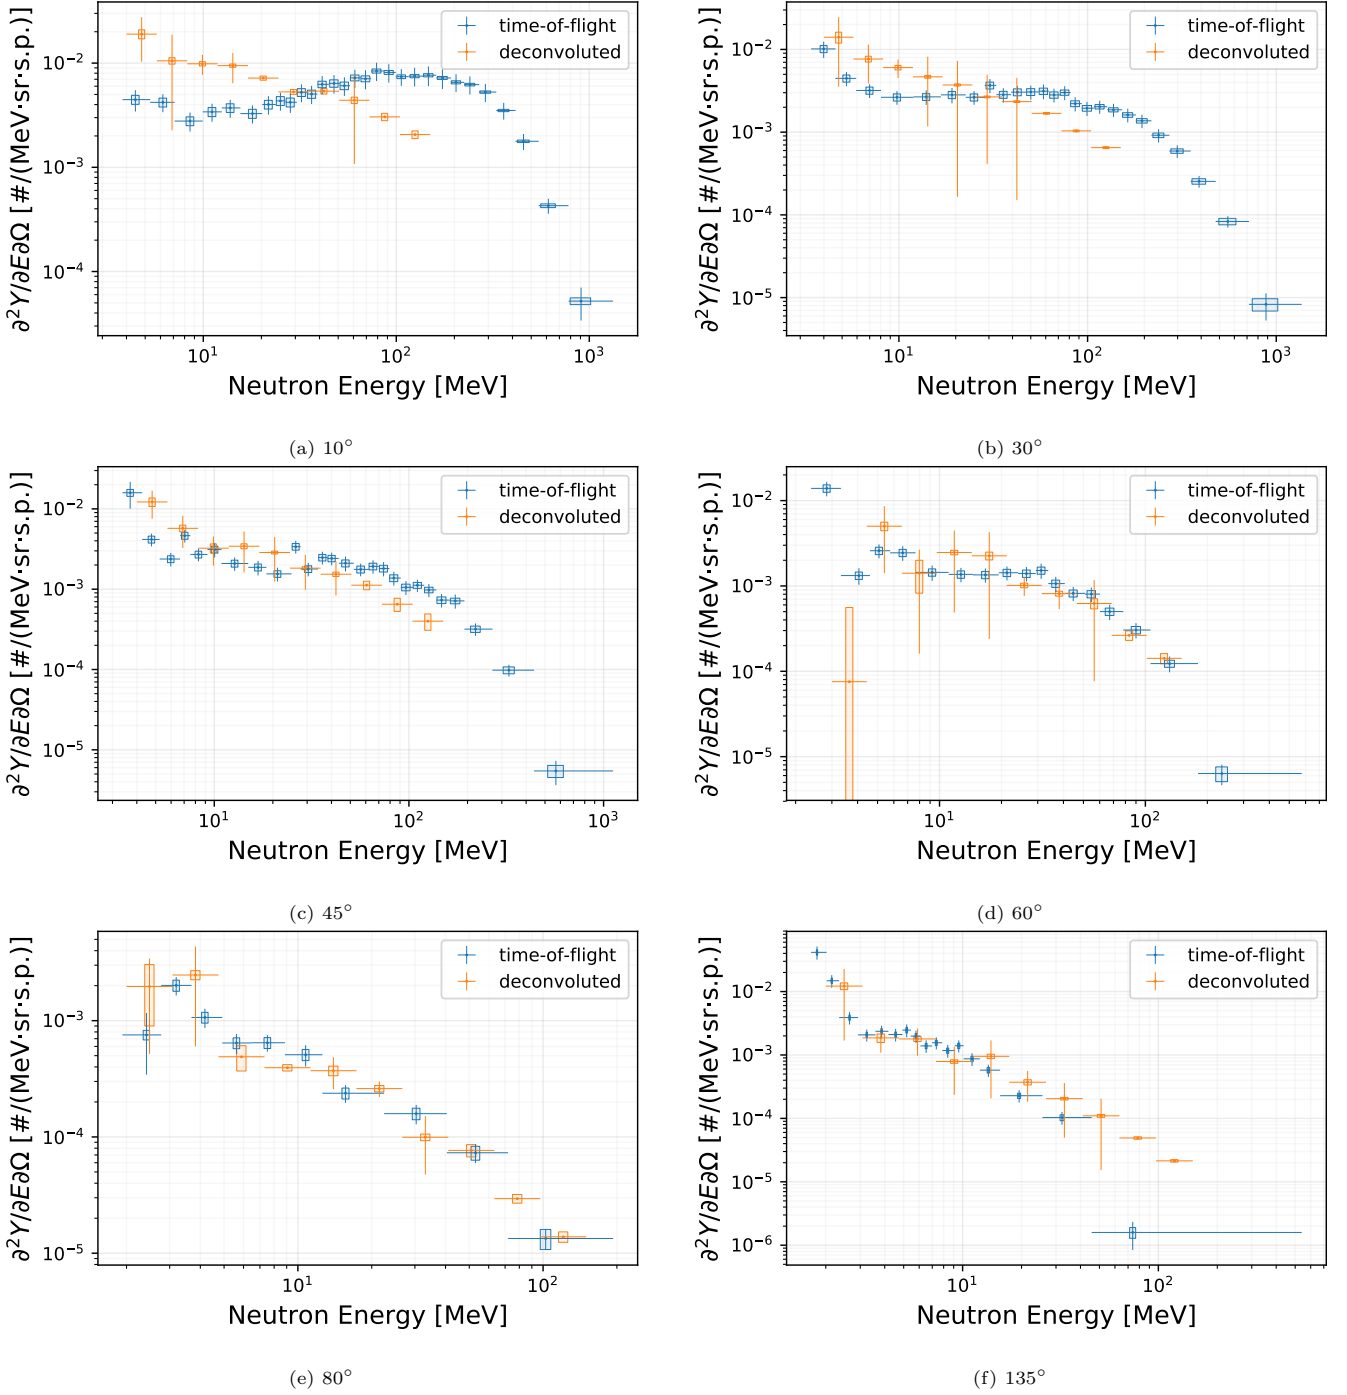 time-of-flight
deconvoluted
10⁻²
10⁻³
10⁻⁴
∂²Y/∂E∂Ω [#/(MeV·sr·s.p.)]
10¹ 10² 10³
Neutron Energy [MeV]
(a) 10°
time-of-flight
deconvoluted
10⁻²
10⁻³
10⁻⁴
10⁻⁵
∂²Y/∂E∂Ω [#/(MeV·sr·s.p.)]
10¹ 10² 10³
Neutron Energy [MeV]
(b) 30°
time-of-flight
deconvoluted
10⁻²
10⁻³
10⁻⁴
10⁻⁵
∂²Y/∂E∂Ω [#/(MeV·sr·s.p.)]
10¹ 10² 10³
Neutron Energy [MeV]
(c) 45°
time-of-flight
deconvoluted
10⁻²
10⁻³
10⁻⁴
10⁻⁵
∂²Y/∂E∂Ω [#/(MeV·sr·s.p.)]
10¹ 10²
Neutron Energy [MeV]
(d) 60°
time-of-flight
deconvoluted
10⁻³
10⁻⁴
10⁻⁵
∂²Y/∂E∂Ω [#/(MeV·sr·s.p.)]
10¹ 10²
Neutron Energy [MeV]
(e) 80°
time-of-flight
deconvoluted
10⁻²
10⁻³
10⁻⁴
10⁻⁵
10⁻⁶
∂²Y/∂E∂Ω [#/(MeV·sr·s.p.)]
10¹ 10²
Neutron Energy [MeV]
(f) 135°